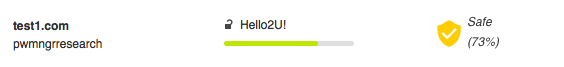 test1.com
pwmngrresearch
Hello2U!
Safe
(73%)